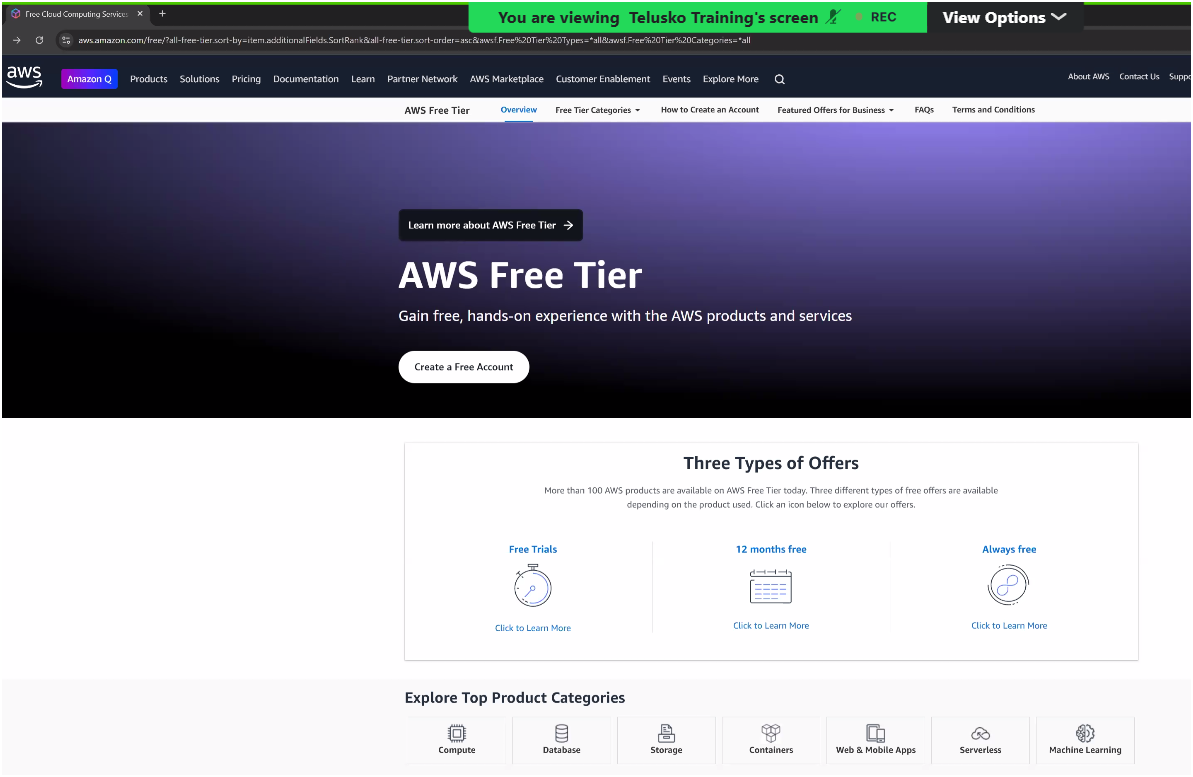 You are viewing Telusko Training's screen REC View Options
Free Cloud Computing Services
aws.amazon.com/free/?all-free-tier.sort-by=item.additionalFields.SortRank&all-free-tier.sort-order=asc&awsf.Free%20Tier%20Types=*all&awsf.Free%20Tier%20Categories=*all
aws Amazon Q Products Solutions Pricing Documentation Learn Partner Network AWS Marketplace Customer Enablement Events Explore More About AWS Contact Us Suppo
AWS Free Tier Overview Free Tier Categories How to Create an Account Featured Offers for Business FAQs Terms and Conditions
Learn more about AWS Free Tier →
AWS Free Tier
Gain free, hands-on experience with the AWS products and services
Create a Free Account
Three Types of Offers
More than 100 AWS products are available on AWS Free Tier today. Three different types of free offers are available
depending on the product used. Click an icon below to explore our offers.
Free Trials 12 months free Always free
Click to Learn More Click to Learn More Click to Learn More
Explore Top Product Categories
Compute Database Storage Containers Web & Mobile Apps Serverless Machine Learning